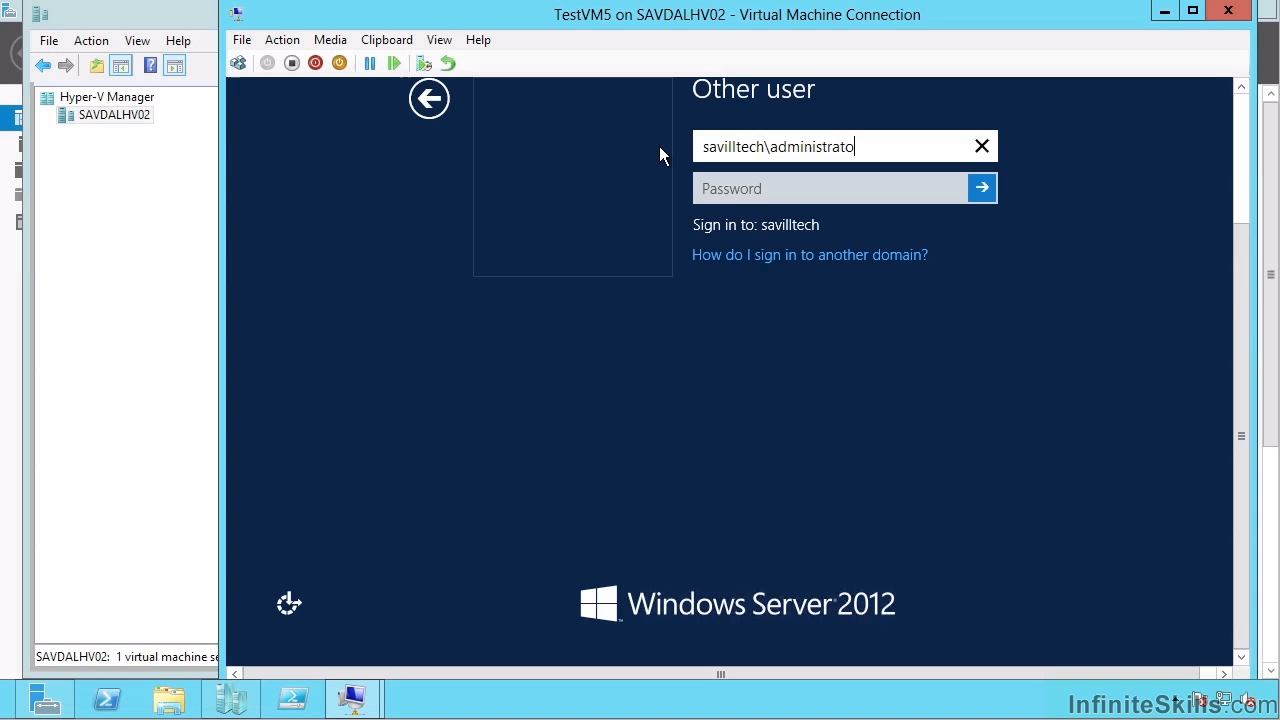 TestVM5 on SAVDALHV02 - Virtual Machine Connection
File Action View Help
File Action Media Clipboard View Help
Hyper-V Manager
SAVDALHV02
Other user
savilltech\administrato
Password
Sign in to: savilltech
How do I sign in to another domain?
Windows Server 2012
SAVDALHV02: 1 virtual machine se
InfiniteSkills.com